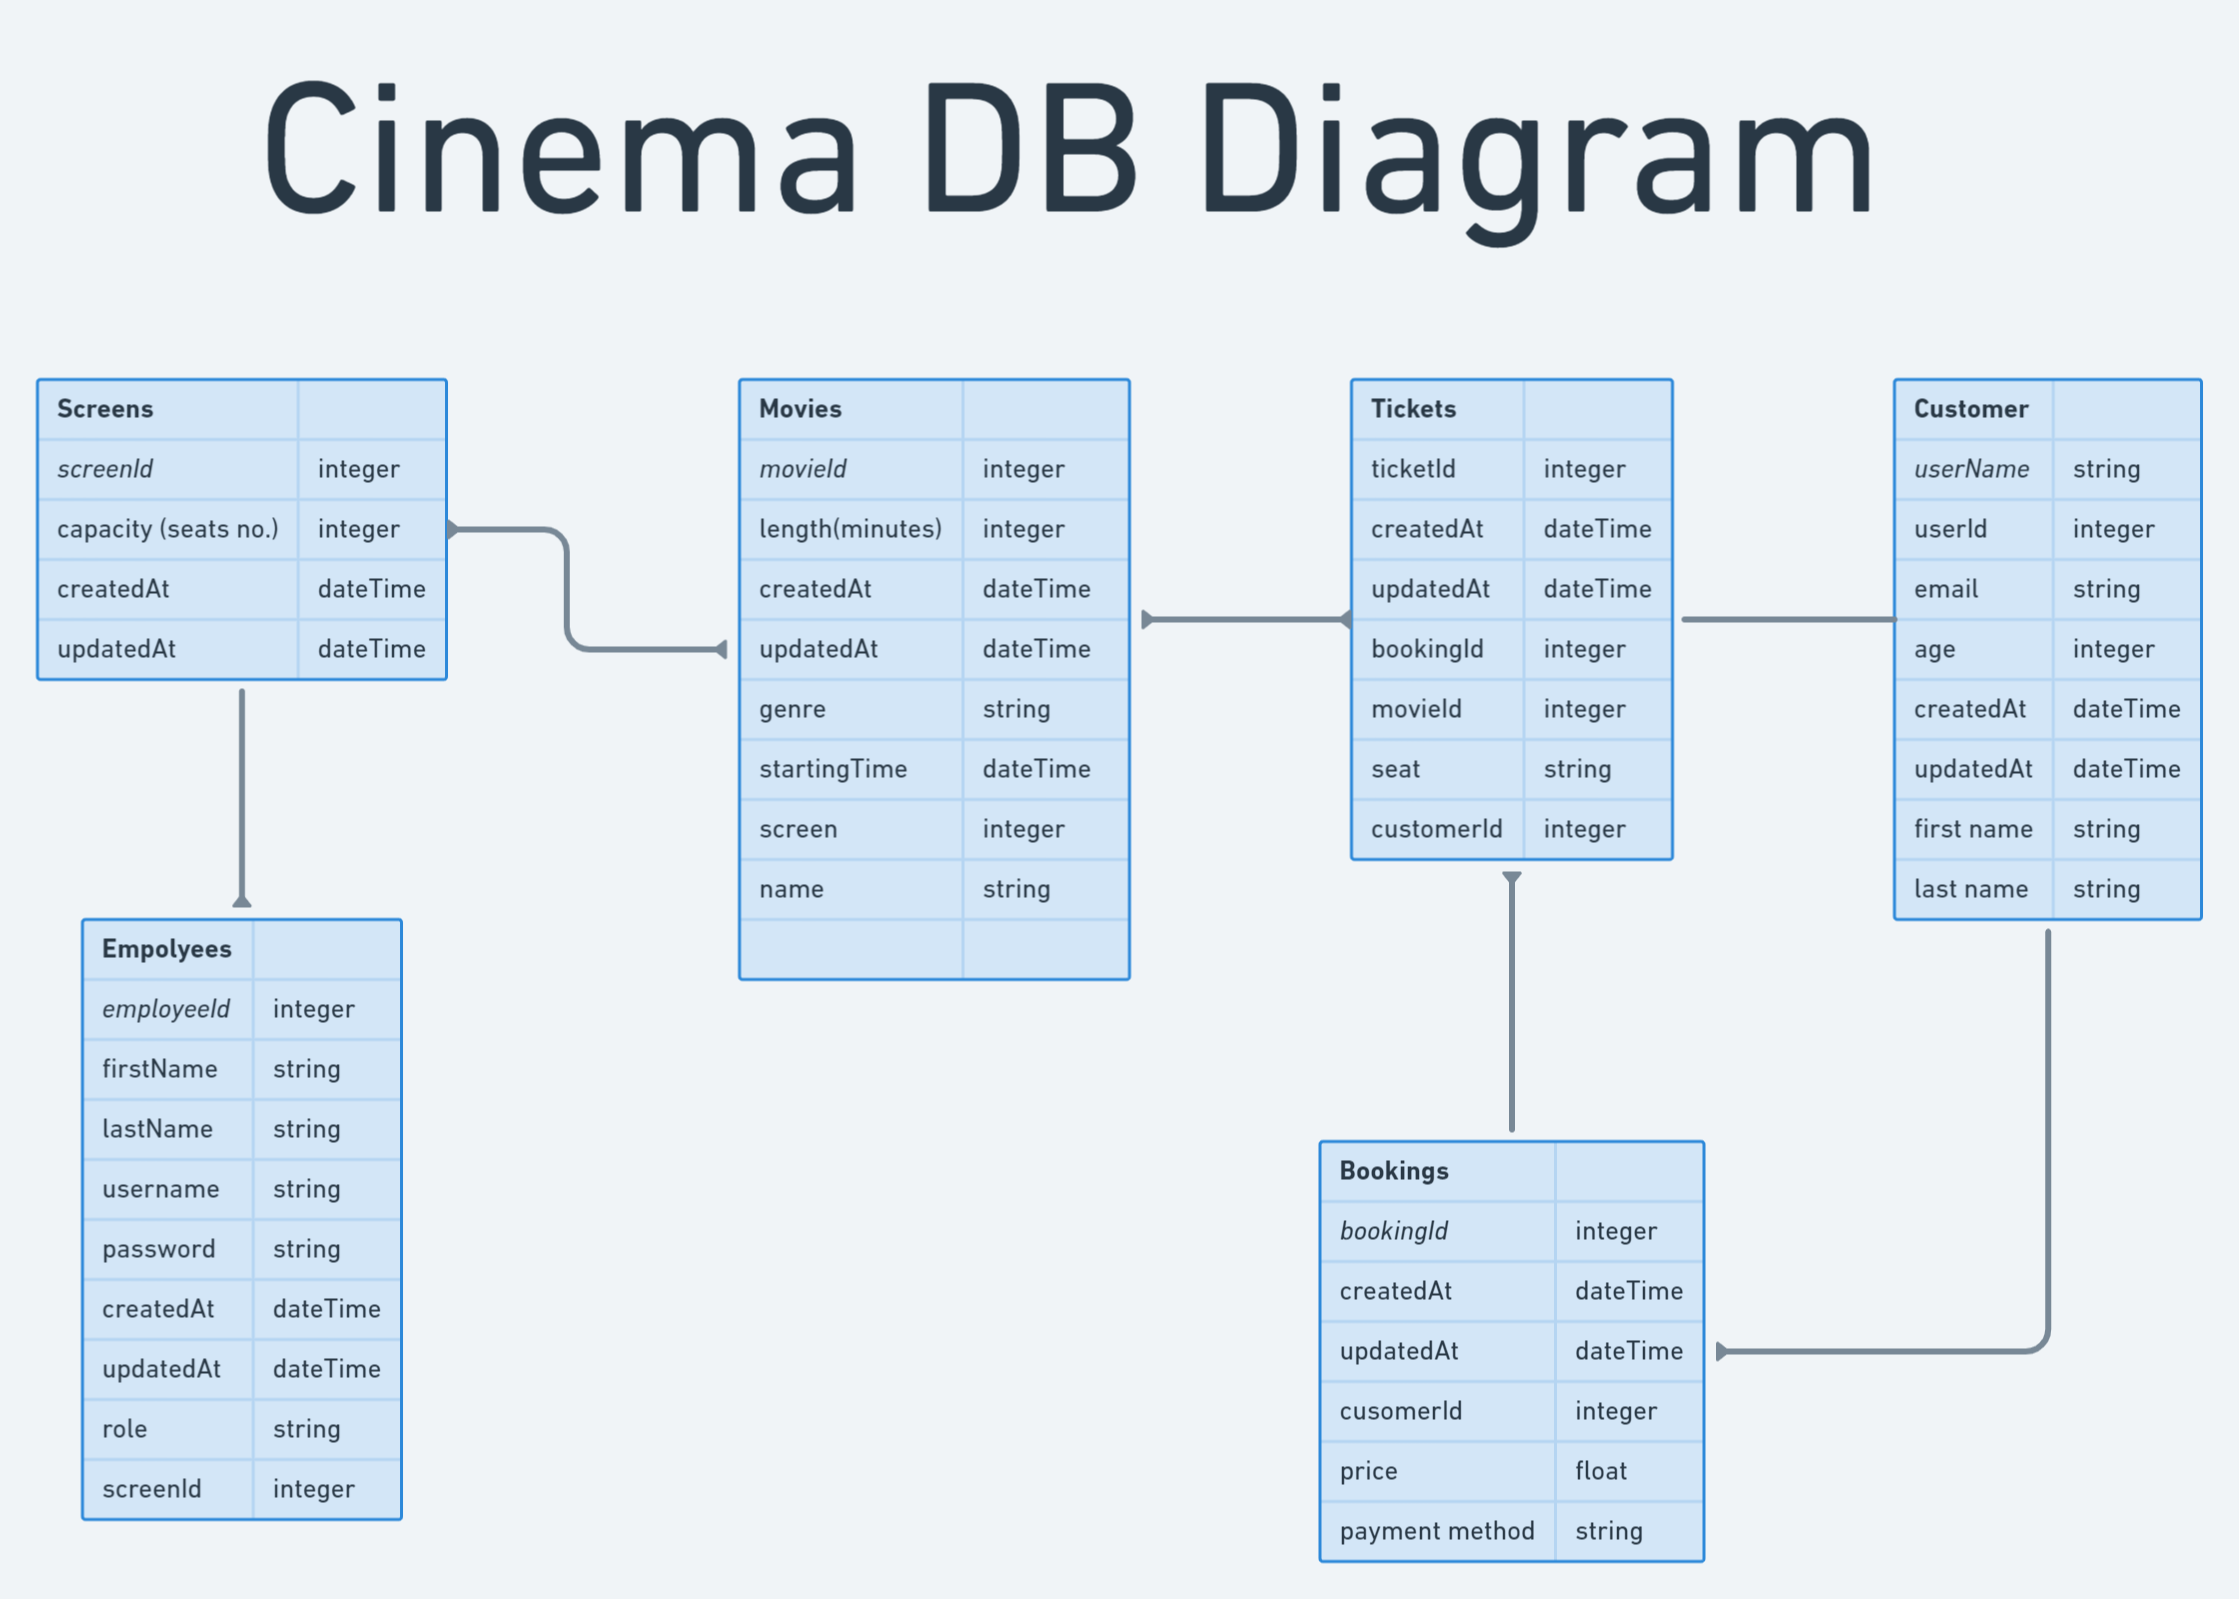 Cinema DB Diagram
Screens
screenId integer
capacity (seats no.) integer
createdAt dateTime
updatedAt dateTime
Movies
movieId integer
length(minutes) integer
createdAt dateTime
updatedAt dateTime
genre string
startingTime dateTime
screen integer
name string
Tickets
ticketId integer
createdAt dateTime
updatedAt dateTime
bookingId integer
movieId integer
seat string
customerId integer
Customer
userName string
userId integer
email string
age integer
createdAt dateTime
updatedAt dateTime
first name string
last name string
Empolyees
employeeId integer
firstName string
lastName string
username string
password string
createdAt dateTime
updatedAt dateTime
role string
screenId integer
Bookings
bookingId integer
createdAt dateTime
updatedAt dateTime
cusomerId integer
price float
payment method string